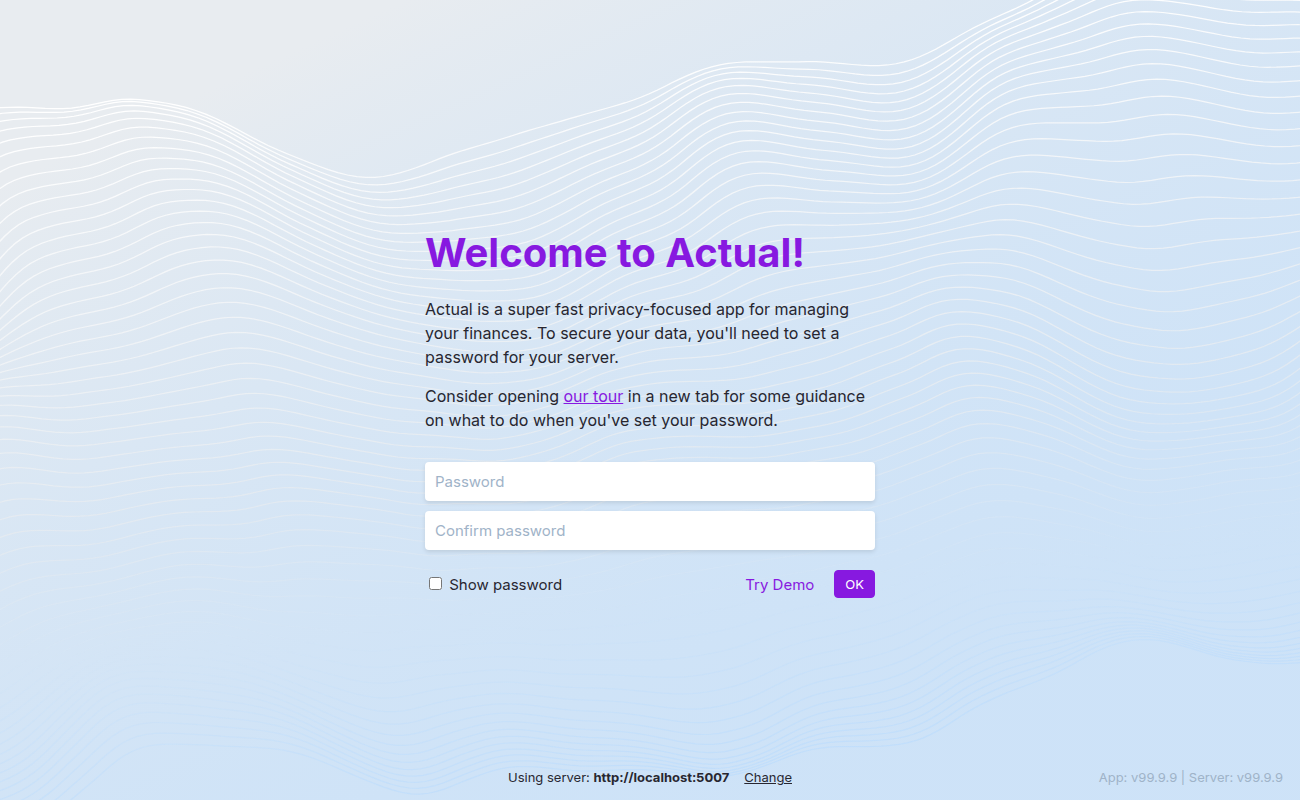 Welcome to Actual!
Actual is a super fast privacy-focused app for managing
your finances. To secure your data, you'll need to set a
password for your server.
Consider opening our tour in a new tab for some guidance
on what to do when you've set your password.
Password
Confirm password
Show password Try Demo OK
Using server: http://localhost:5007 Change App: v99.9.9 | Server: v99.9.9